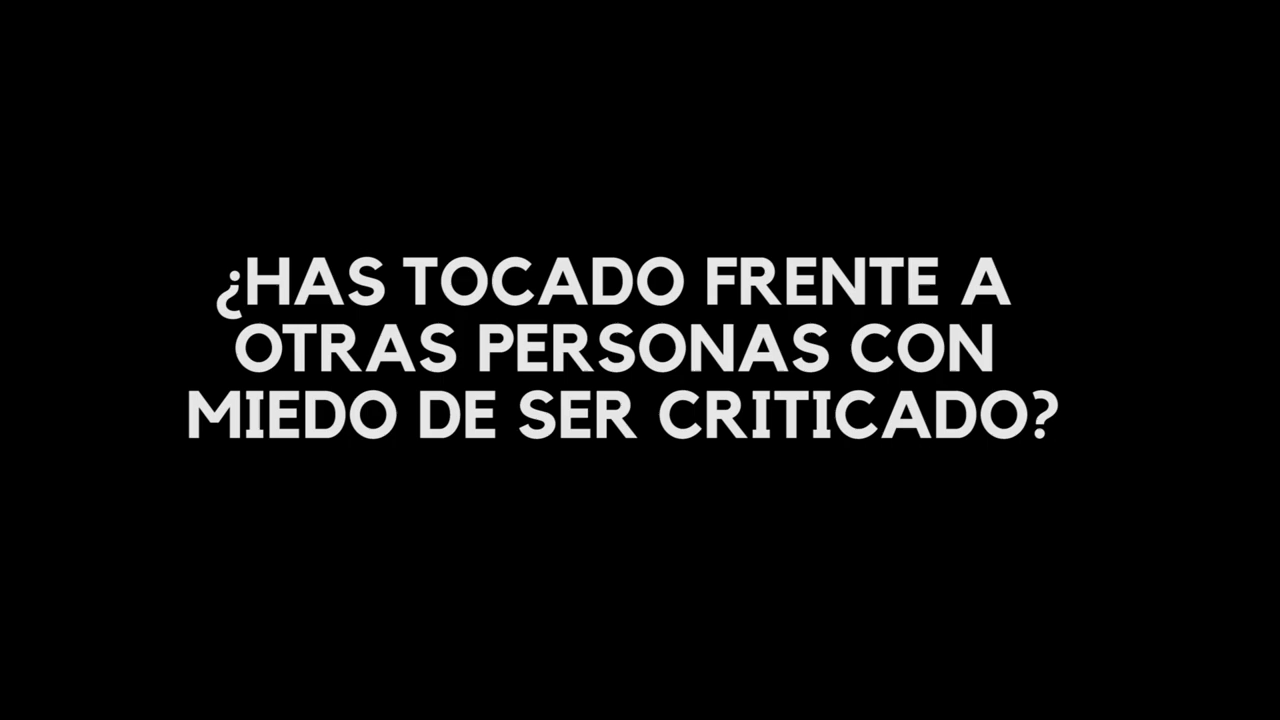 ¿HAS TOCADO FRENTE A
OTRAS PERSONAS CON
MIEDO DE SER CRITICADO?